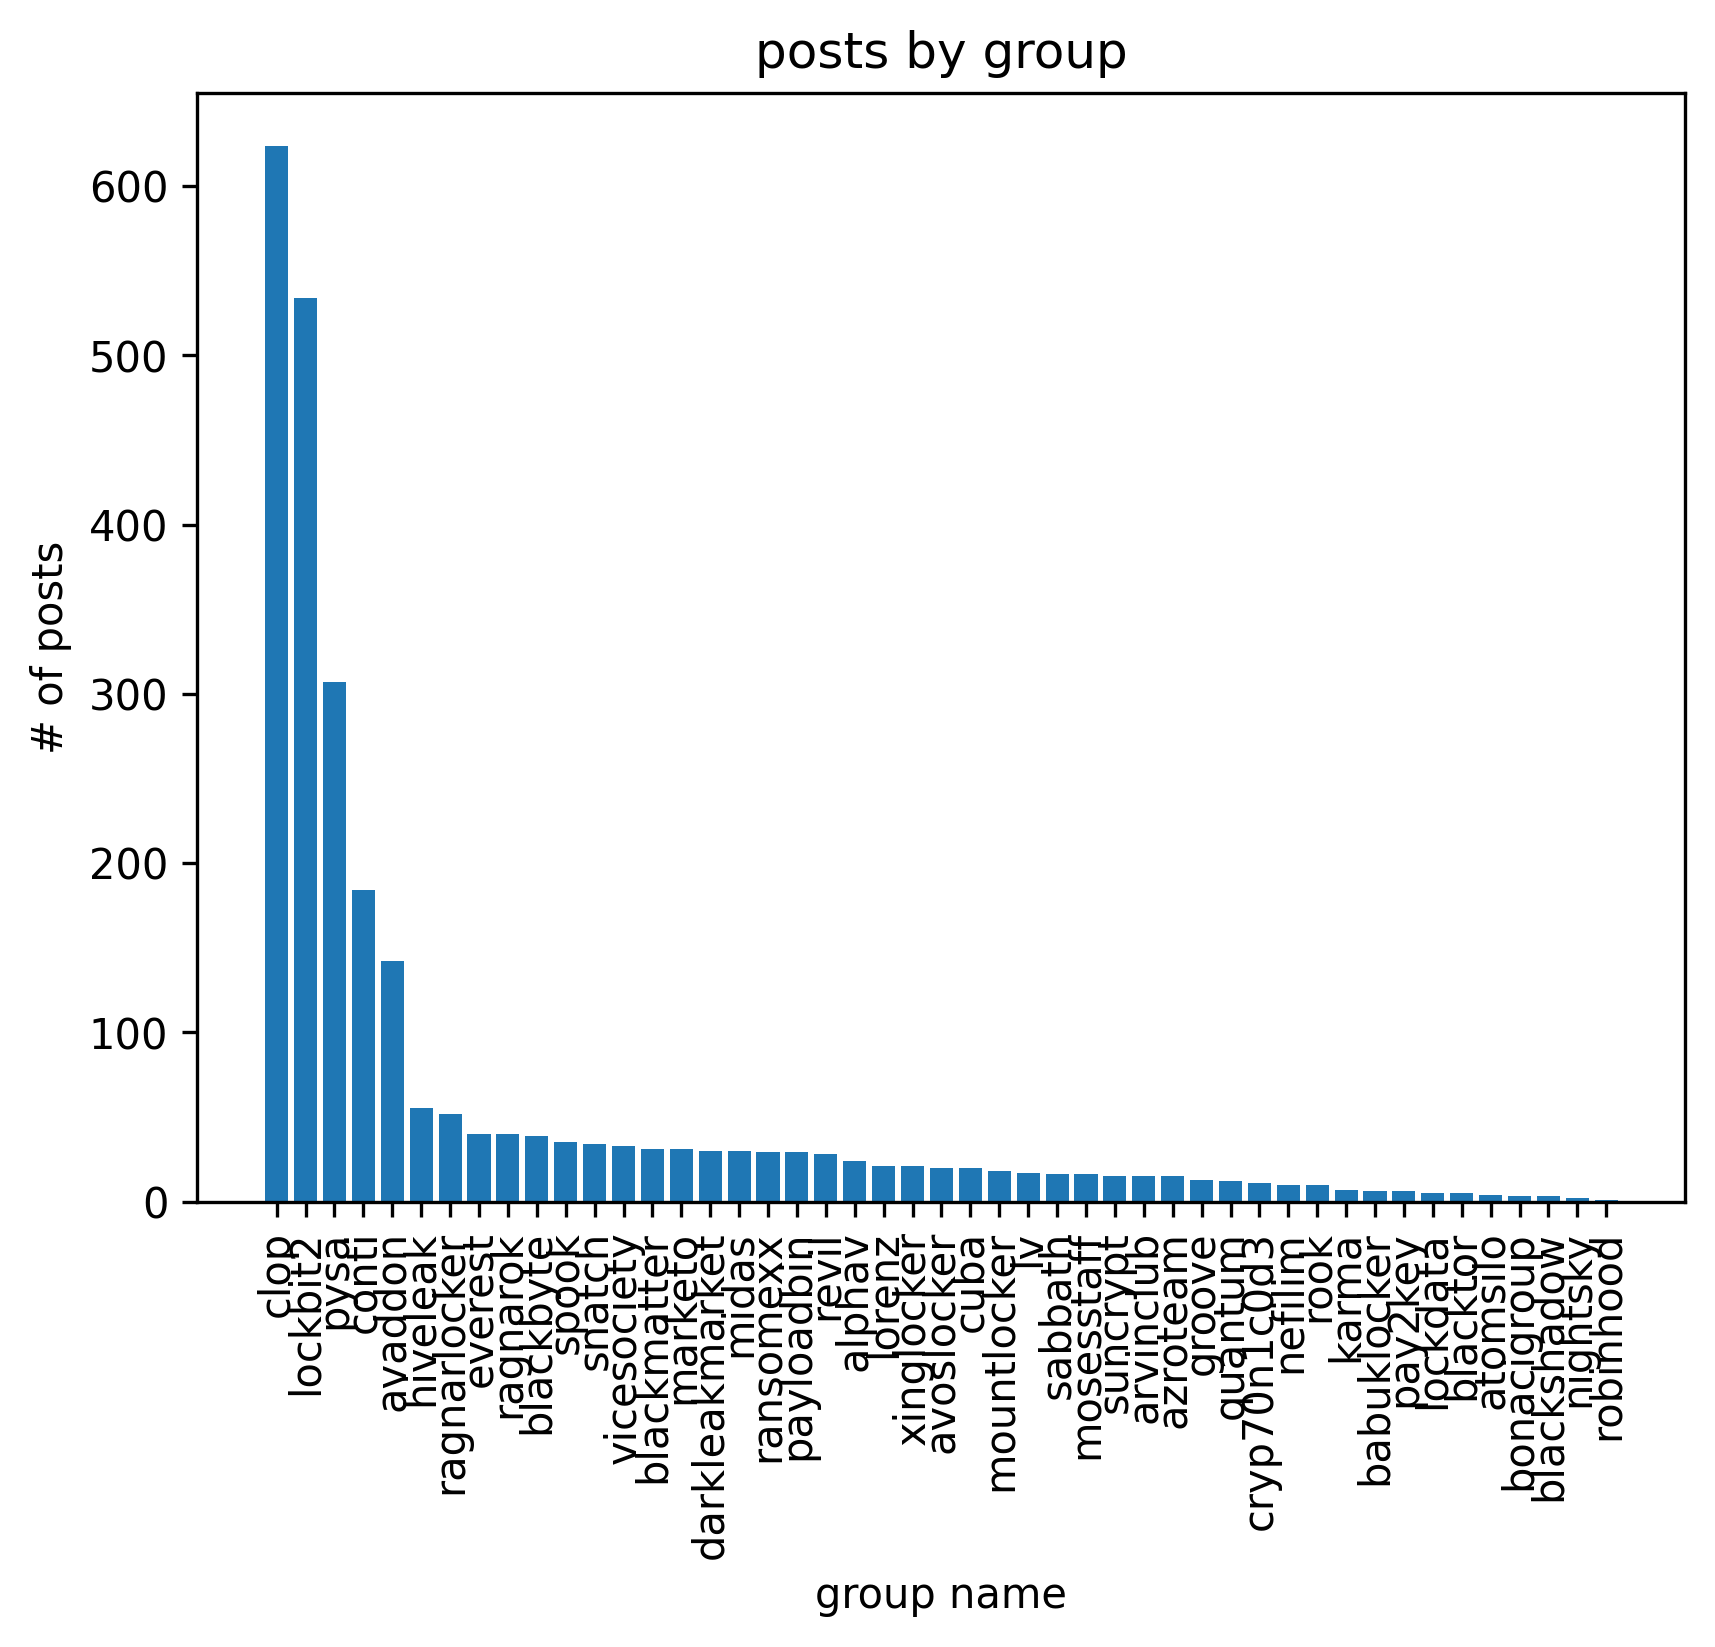 posts by group
# of posts
600
500
400
300
200
100
0
clop
lockbit2
pysa
conti
avaddon
hiveleak
ragnarlocker
everest
ragnarok
blackbyte
spook
snatch
vicesociety
blackmatter
marketo
darkleakmarket
midas
ransomexx
payloadbin
revil
alphav
lorenz
xinglocker
avoslocker
cuba
mountlocker
lv
sabbath
mosesstaff
suncrypt
arvinclub
azroteam
groove
quantum
cryp70n1c0d3
nefilim
rook
karma
babuklocker
pay2key
lockdata
blacktor
atomsilo
bonacigroup
blackshadow
nightsky
robinhood
group name